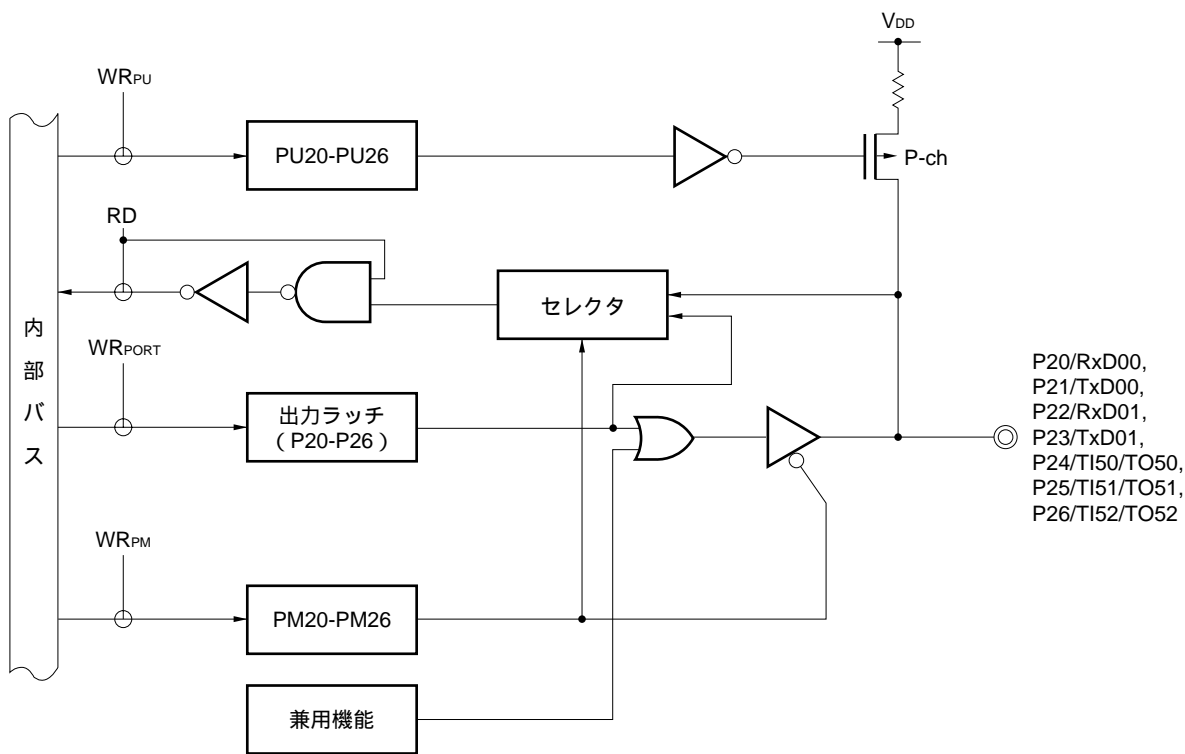 VDD
WRPU
PU20-PU26
P-ch
RD
セレクタ
内部バス
WRPORT
出力ラッチ
(P20-P26)
P20/RxD00,
P21/TxD00,
P22/RxD01,
P23/TxD01,
P24/TI50/TO50,
P25/TI51/TO51,
P26/TI52/TO52
WRPM
PM20-PM26
兼用機能